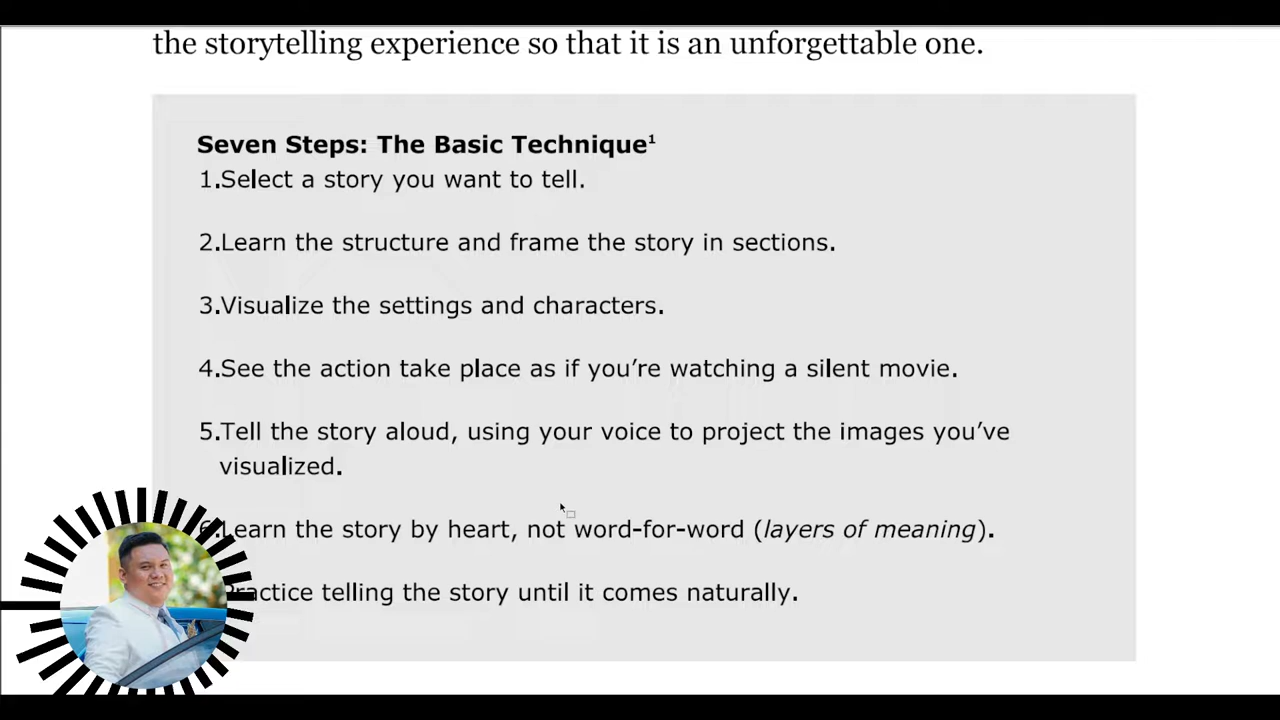 the storytelling experience so that it is an unforgettable one.
Seven Steps: The Basic Technique¹
1.Select a story you want to tell.
2.Learn the structure and frame the story in sections.
3.Visualize the settings and characters.
4.See the action take place as if you’re watching a silent movie.
5.Tell the story aloud, using your voice to project the images you’ve
visualized.
6.Learn the story by heart, not word-for-word (layers of meaning).
Practice telling the story until it comes naturally.